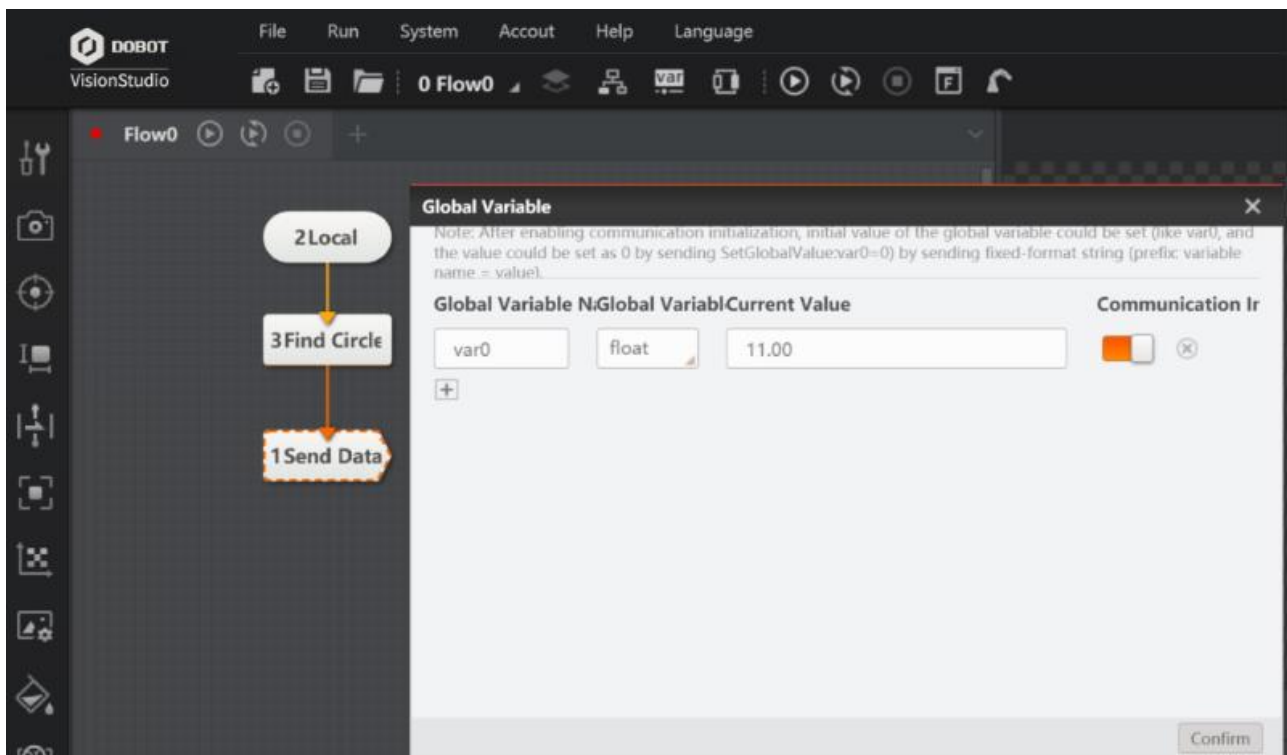 File Run System Accout Help Language
DOBOT
VisionStudio
0 Flow0 var F
Flow0
Global Variable
Note: After enabling communication initialization, initial value of the global variable could be set (like var0, and
the value could be set as 0 by sending SetGlobalValue:var0=0) by sending fixed-format string (prefix: variable
name = value).
2Local
Global Variable Na Global Variabl Current Value Communication Ir
3Find Circle
var0 float 11.00
1Send Data
Confirm